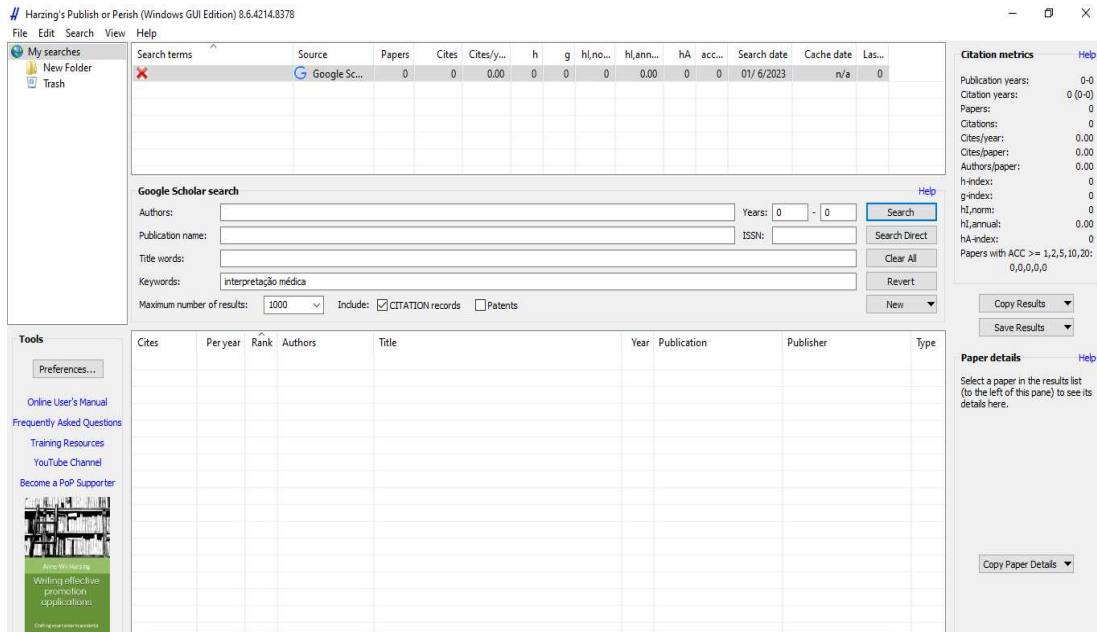 Harzing's Publish or Perish (Windows GUI Edition) 8.6.4214.8378
File Edit Search View Help
My searches
New Folder
Trash
Search terms Source Papers Cites Cites/y... h g hI,no... hI,ann... hA acc... Search date Cache date Las...
Google Sc... 0 0 0.00 0 0 0 0.00 0 0 01/ 6/2023 n/a 0
Google Scholar search Help
Authors: Years: 0 - 0 Search
Publication name: ISSN: Search Direct
Title words: Clear All
Keywords: interpretação médica Revert
Maximum number of results: 1000 Include: CITATION records Patents New
Cites Per year Rank Authors Title Year Publication Publisher Type
Tools
Preferences...
Online User's Manual
Frequently Asked Questions
Training Resources
YouTube Channel
Become a PoP Supporter
Anne-Wil Harzing
Writing effective
promotion
applications
Citation metrics Help
Publication years: 0-0
Citation years: 0 (0-0)
Papers: 0
Citations: 0
Cites/year: 0.00
Cites/paper: 0.00
Authors/paper: 0.00
h-index: 0
g-index: 0
hI,norm: 0
hI,annual: 0.00
hA-index: 0
Papers with ACC >= 1,2,5,10,20:
0,0,0,0,0
Copy Results
Save Results
Paper details Help
Select a paper in the results list
(to the left of this pane) to see its
details here.
Copy Paper Details